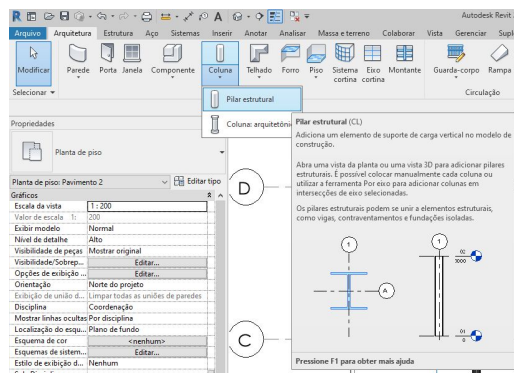 Autodesk Revit
Arquivo Arquitetura Estrutura Aço Sistemas Inserir Anotar Analisar Massa e terreno Colaborar Vista Gerenciar Supl
Modificar Parede Porta Janela Componente Coluna Telhado Forro Piso Sistema cortina Eixo cortina Montante Guarda-corpo Rampa
Selecionar Circulação
Pilar estrutural
Coluna: arquitetôni
Propriedades
Planta de piso
Planta de piso: Pavimento 2 Editar tipo
Gráficos
Escala da vista 1 : 200
Valor de escala 1: 200
Exibir modelo Normal
Nível de detalhe Alto
Visibilidade de peças Mostrar original
Visibilidade/Sobrep... Editar...
Opções de exibição ... Editar...
Orientação Norte do projeto
Exibição de união d... Limpar todas as uniões de paredes
Disciplina Coordenação
Mostrar linhas ocultas Por disciplina
Localização do esqu... Plano de fundo
Esquema de cor <nenhum>
Esquemas de sistem... Editar...
Estilo de exibição d... Nenhum
D
C
Pilar estrutural (CL)
Adiciona um elemento de suporte de carga vertical no modelo de
construção.
Abra uma vista da planta ou uma vista 3D para adicionar pilares
estruturais. É possível colocar manualmente cada coluna ou
utilizar a ferramenta Por eixo para adicionar colunas em
intersecções de eixo selecionadas.
Os pilares estruturais podem se unir a elementos estruturais,
como vigas, contraventamentos e fundações isoladas.
1 1
02
3000
A
01
0
Pressione F1 para obter mais ajuda